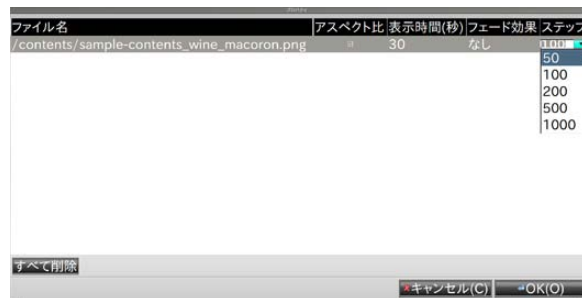 ファイル名 アスペクト比 表示時間(秒) フェード効果 ステップ
/contents/sample-contents_wine_macoron.png 30 なし 100
50
100
200
500
1000
すべて削除
キャンセル(C) OK(O)